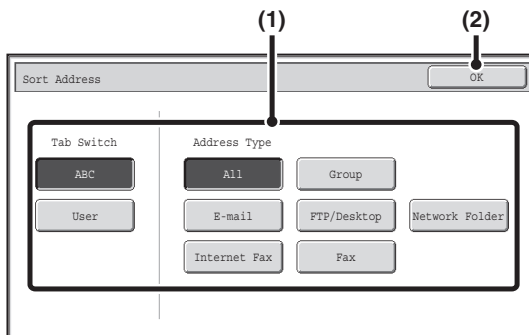 (1) (2)
Sort Address OK
Tab Switch Address Type
ABC All Group
User E-mail FTP/Desktop Network Folder
Internet Fax Fax